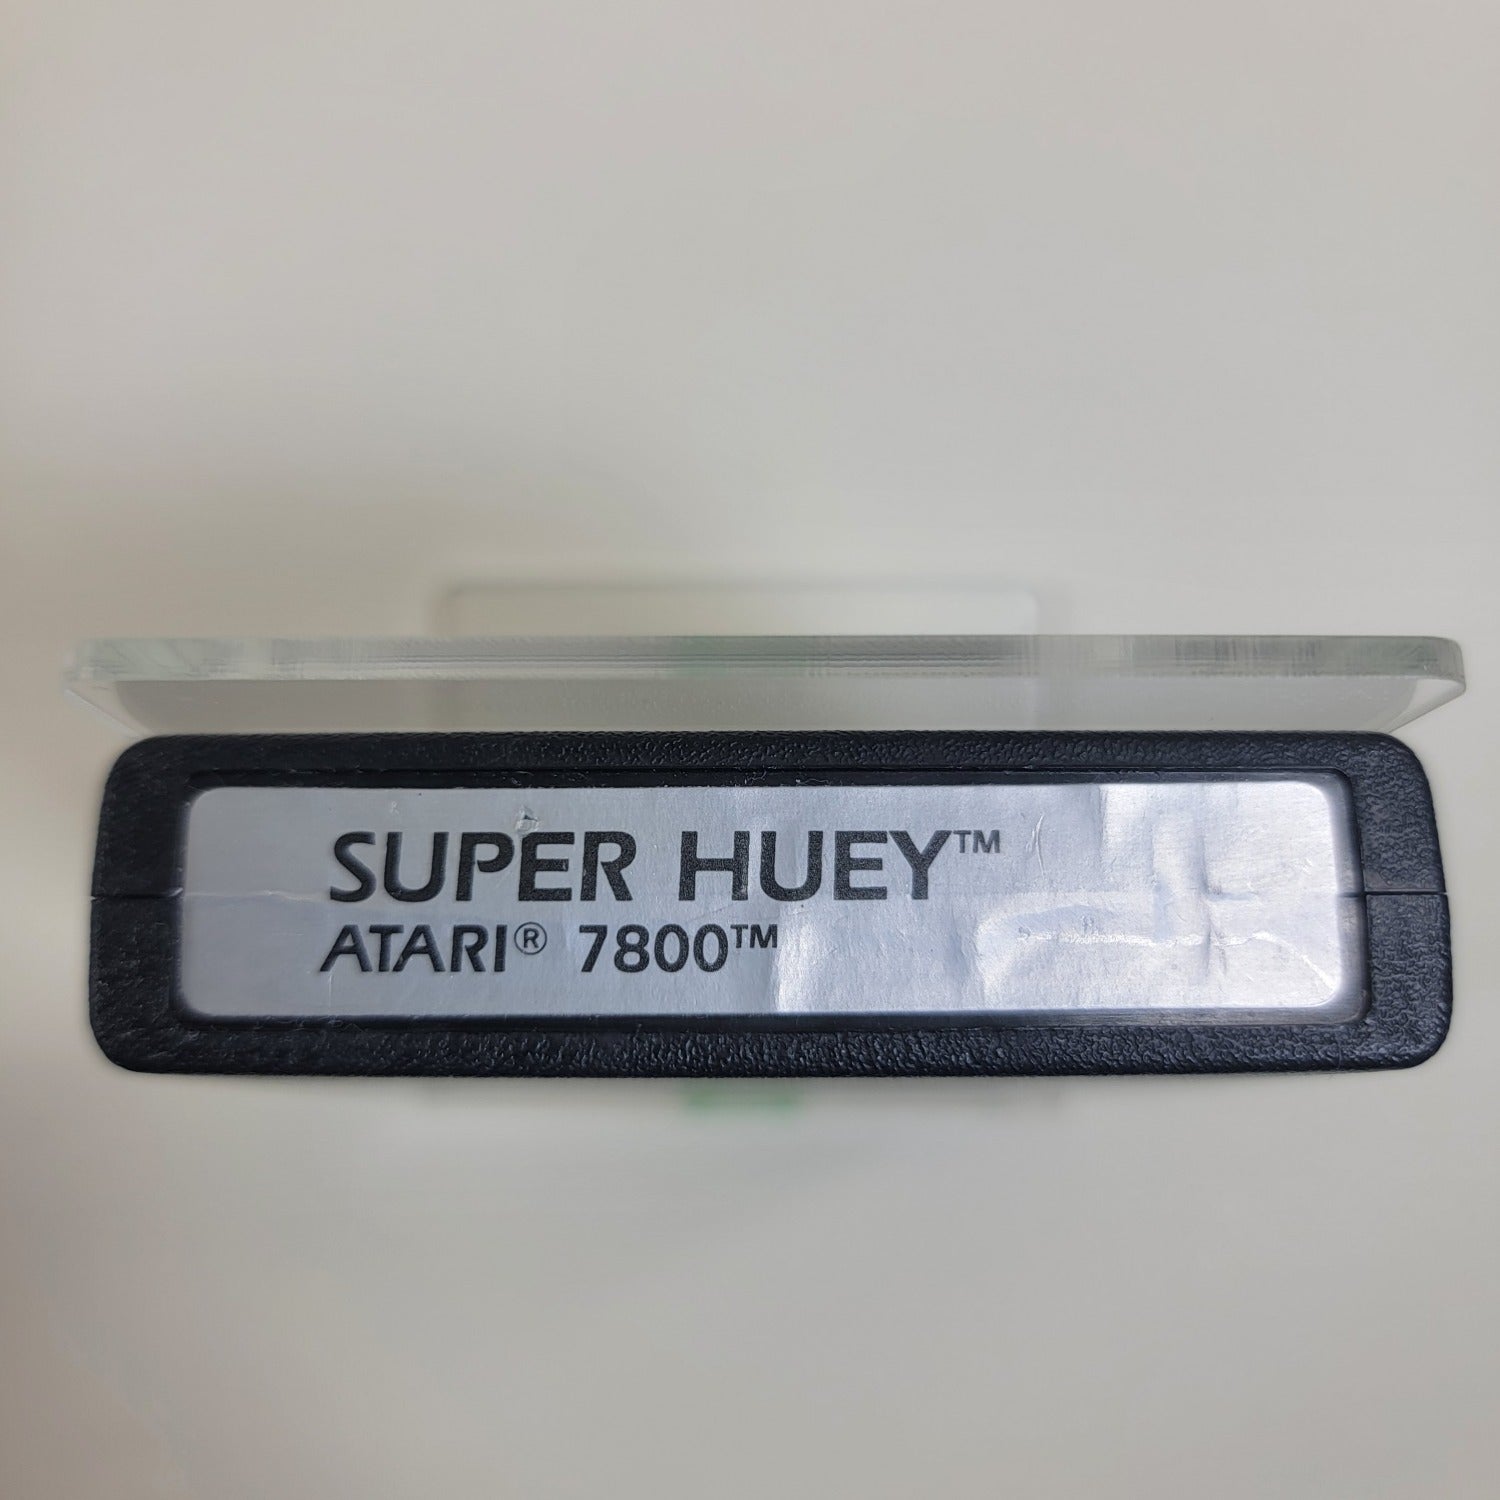 SUPER HUEY™
ATARI® 7800™